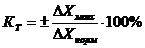 K_T = ± ΔX_макс / ΔX_норм · 100%